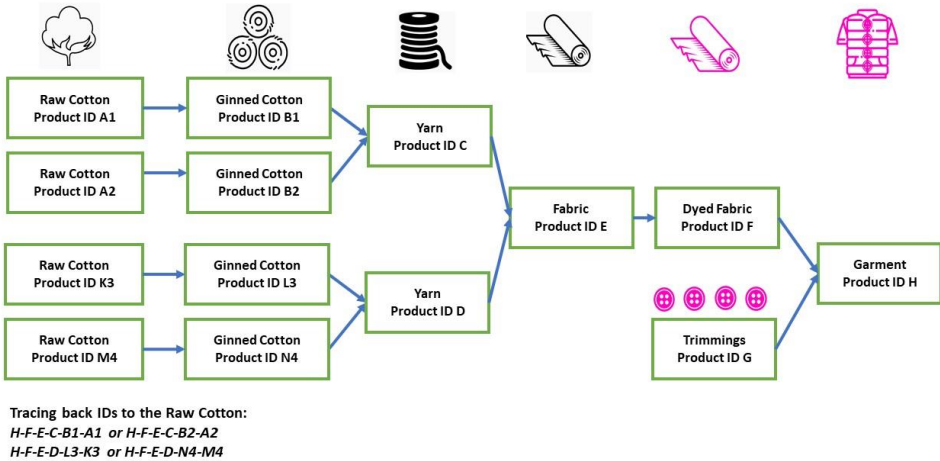 Raw Cotton
Product ID A1
Ginned Cotton
Product ID B1
Yarn
Product ID C
Raw Cotton
Product ID A2
Ginned Cotton
Product ID B2
Fabric
Product ID E
Dyed Fabric
Product ID F
Raw Cotton
Product ID K3
Ginned Cotton
Product ID L3
Yarn
Product ID D
Garment
Product ID H
Raw Cotton
Product ID M4
Ginned Cotton
Product ID N4
Trimmings
Product ID G
Tracing back IDs to the Raw Cotton:
H-F-E-C-B1-A1 or H-F-E-C-B2-A2
H-F-E-D-L3-K3 or H-F-E-D-N4-M4